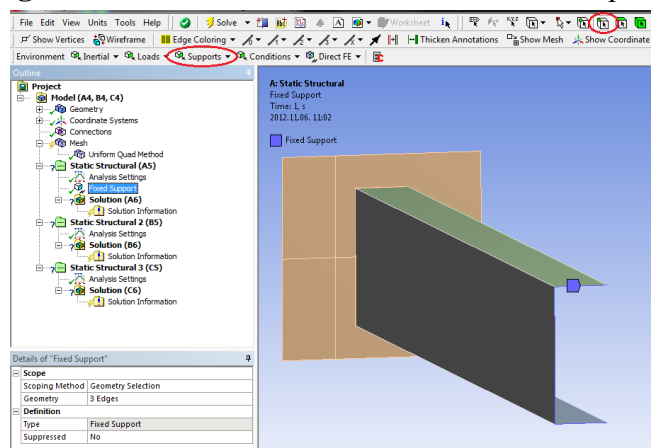 File Edit View Units Tools Help Solve Worksheet i
Show Vertices Wireframe Edge Coloring Thicken Annotations Show Mesh Show Coordinate
Environment Inertial Loads Supports Conditions Direct FE
Outline
Project
Model (A4, B4, C4)
Geometry
Coordinate Systems
Connections
Mesh
Uniform Quad Method
Static Structural (A5)
Analysis Settings
Fixed Support
Solution (A6)
Solution Information
Static Structural 2 (B5)
Analysis Settings
Solution (B6)
Solution Information
Static Structural 3 (C5)
Analysis Settings
Solution (C6)
Solution Information
A: Static Structural
Fixed Support
Time: 1, s
2012.11.06. 11:02
Fixed Support
Details of "Fixed Support"
Scope
Scoping Method Geometry Selection
Geometry 3 Edges
Definition
Type Fixed Support
Suppressed No